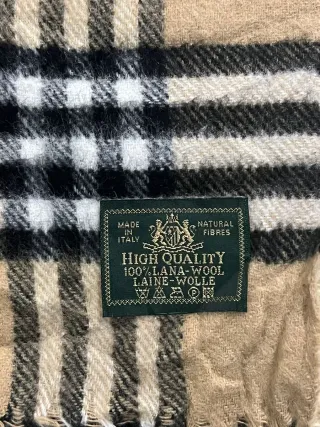 MADE IN ITALY
NATURAL FIBRES
HIGH QUALITY
100% LANA-WOOL
LAINE-WOLLE
P